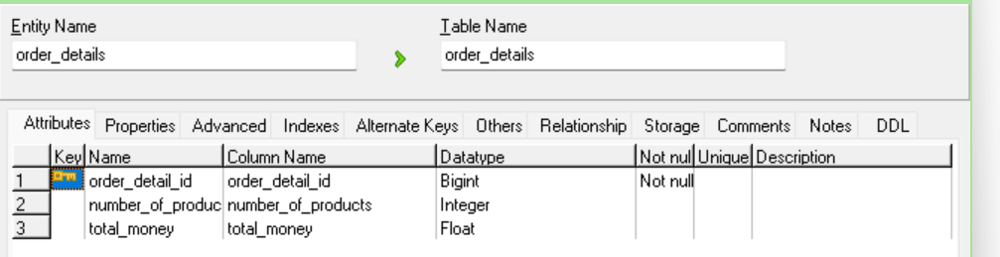 Entity Name Table Name
order_details order_details
Attributes Properties Advanced Indexes Alternate Keys Others Relationship Storage Comments Notes DDL
Key Name Column Name Datatype Not nul Unique Description
1 order_detail_id order_detail_id Bigint Not null
2 number_of_produc number_of_products Integer
3 total_money total_money Float